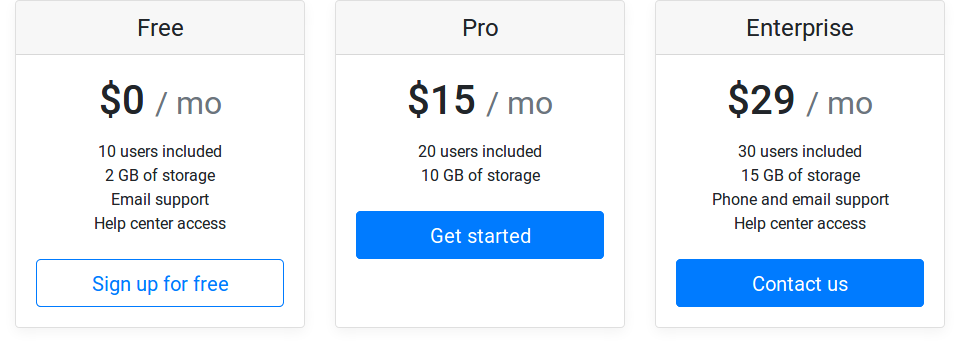 Free
$0 / mo
10 users included
2 GB of storage
Email support
Help center access
Sign up for free
Pro
$15 / mo
20 users included
10 GB of storage
Get started
Enterprise
$29 / mo
30 users included
15 GB of storage
Phone and email support
Help center access
Contact us